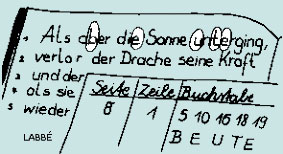 1 Als aber die Sonne unterging,
2 verlor der Drache seine Kraft
3 und der
4 als sie
5 wieder
Seite Zeile Buchstabe
8 1 5 10 16 18 19
B E U T E
LABBÉ